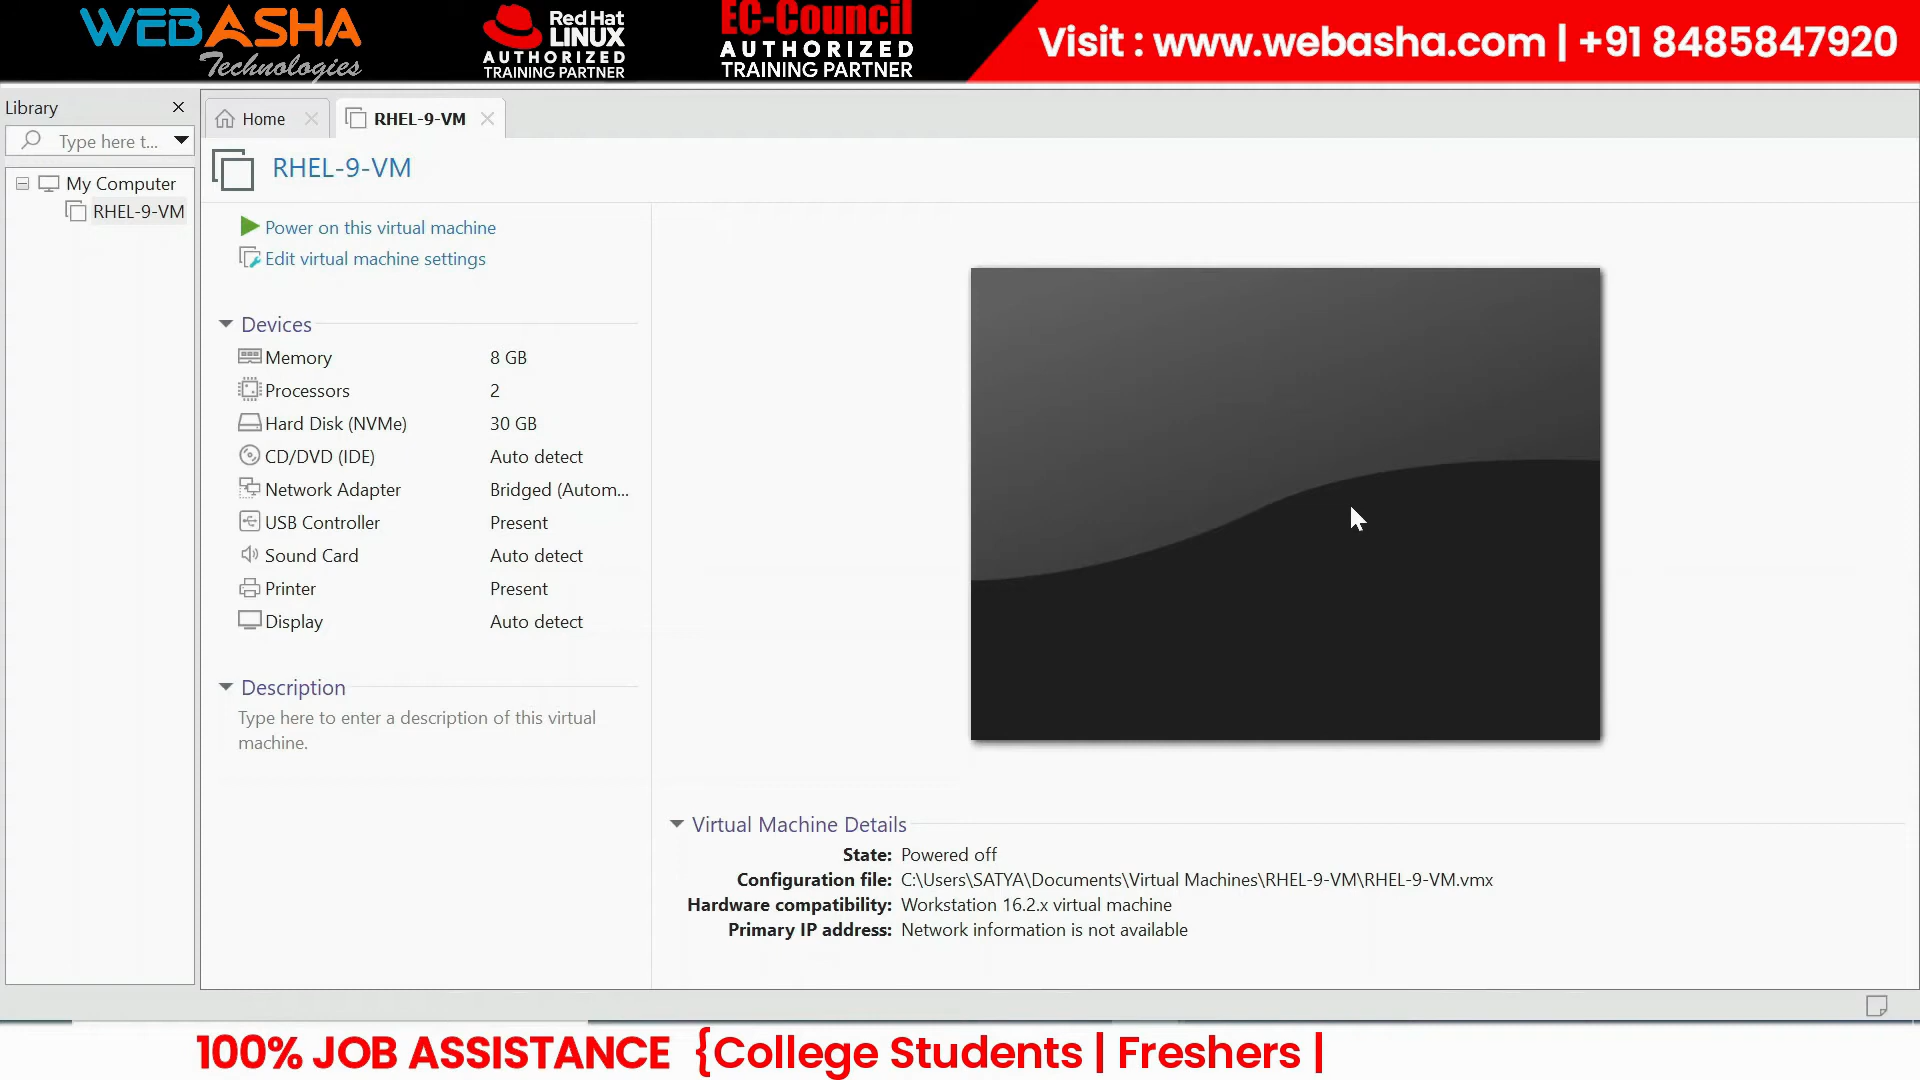 WEBASHA
Technologies
Red Hat
LINUX
AUTHORIZED
TRAINING PARTNER
EC-Council
AUTHORIZED
TRAINING PARTNER
Visit : www.webasha.com | +91 8485847920
Library
Type here t...
My Computer
RHEL-9-VM
Home
RHEL-9-VM
RHEL-9-VM
Power on this virtual machine
Edit virtual machine settings
Devices
Memory 8 GB
Processors 2
Hard Disk (NVMe) 30 GB
CD/DVD (IDE) Auto detect
Network Adapter Bridged (Autom...
USB Controller Present
Sound Card Auto detect
Printer Present
Display Auto detect
Description
Type here to enter a description of this virtual
machine.
Virtual Machine Details
State: Powered off
Configuration file: C:\Users\SATYA\Documents\Virtual Machines\RHEL-9-VM\RHEL-9-VM.vmx
Hardware compatibility: Workstation 16.2.x virtual machine
Primary IP address: Network information is not available
100% JOB ASSISTANCE {College Students | Freshers |